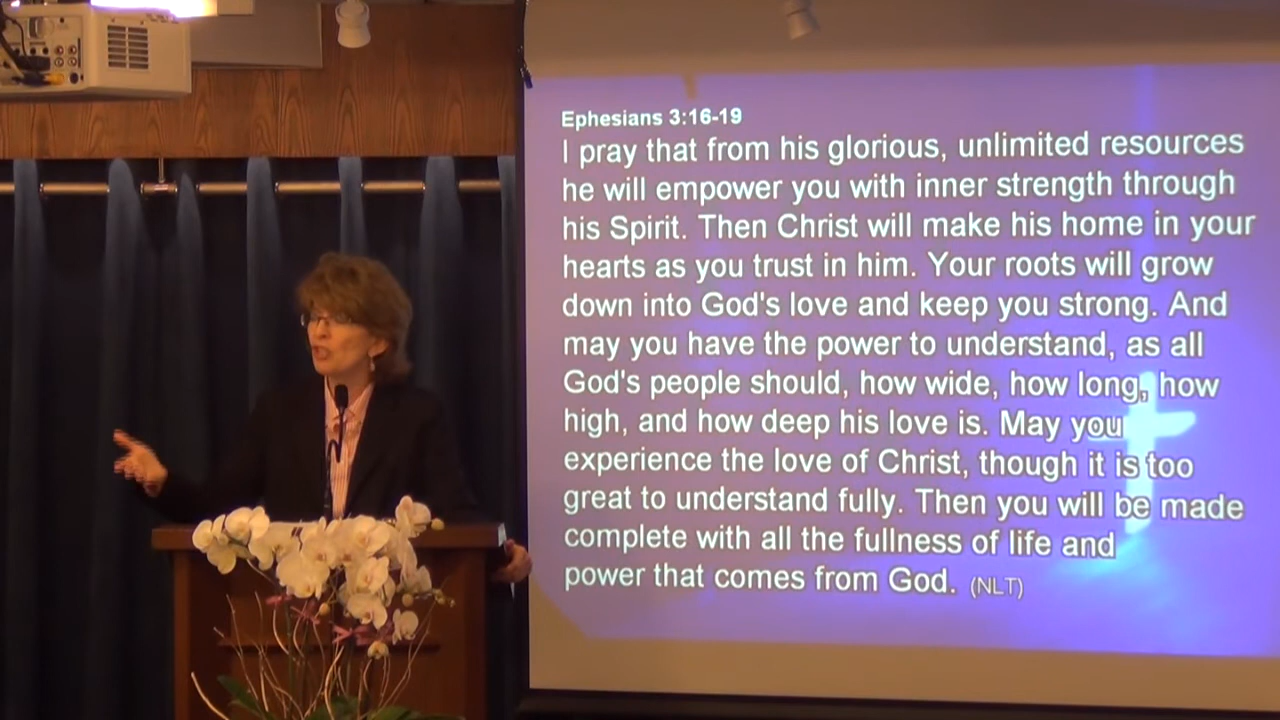 Ephesians 3:16-19
I pray that from his glorious, unlimited resources
he will empower you with inner strength through
his Spirit. Then Christ will make his home in your
hearts as you trust in him. Your roots will grow
down into God's love and keep you strong. And
may you have the power to understand, as all
God's people should, how wide, how long, how
high, and how deep his love is. May you
experience the love of Christ, though it is too
great to understand fully. Then you will be made
complete with all the fullness of life and
power that comes from God. (NLT)